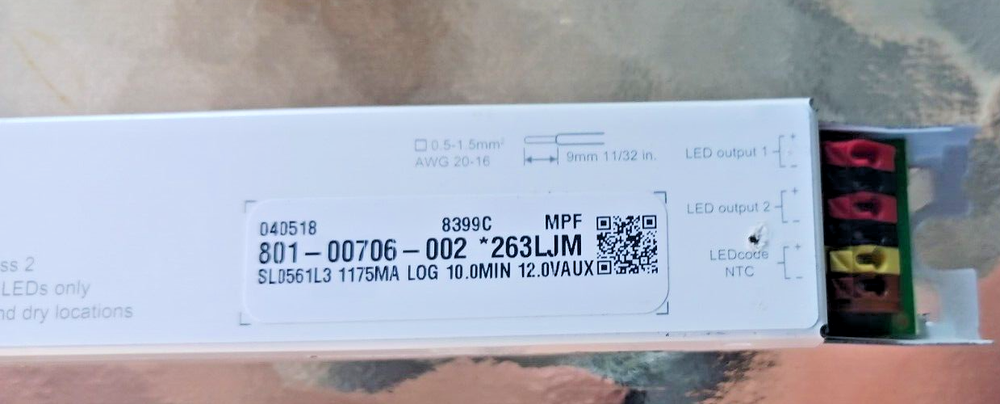 0.5-1.5mm²
AWG 20-16
9mm 11/32 in.
LED output 1
+
-
LED output 2
+
-
LEDcode
NTC
+
-
040518 8399C MPF
801-00706-002 *263LJM
SL0561L3 1175MA LOG 10.0MIN 12.0VAUX
ss 2
LEDs only
nd dry locations